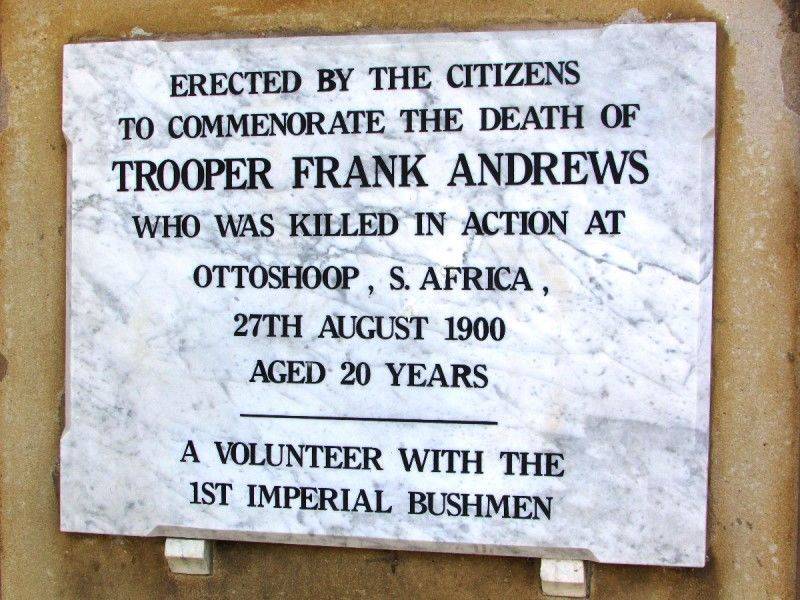 ERECTED BY THE CITIZENS
TO COMMENORATE THE DEATH OF
TROOPER FRANK ANDREWS
WHO WAS KILLED IN ACTION AT
OTTOSHOOP, S. AFRICA,
27TH AUGUST 1900
AGED 20 YEARS
A VOLUNTEER WITH THE
1ST IMPERIAL BUSHMEN